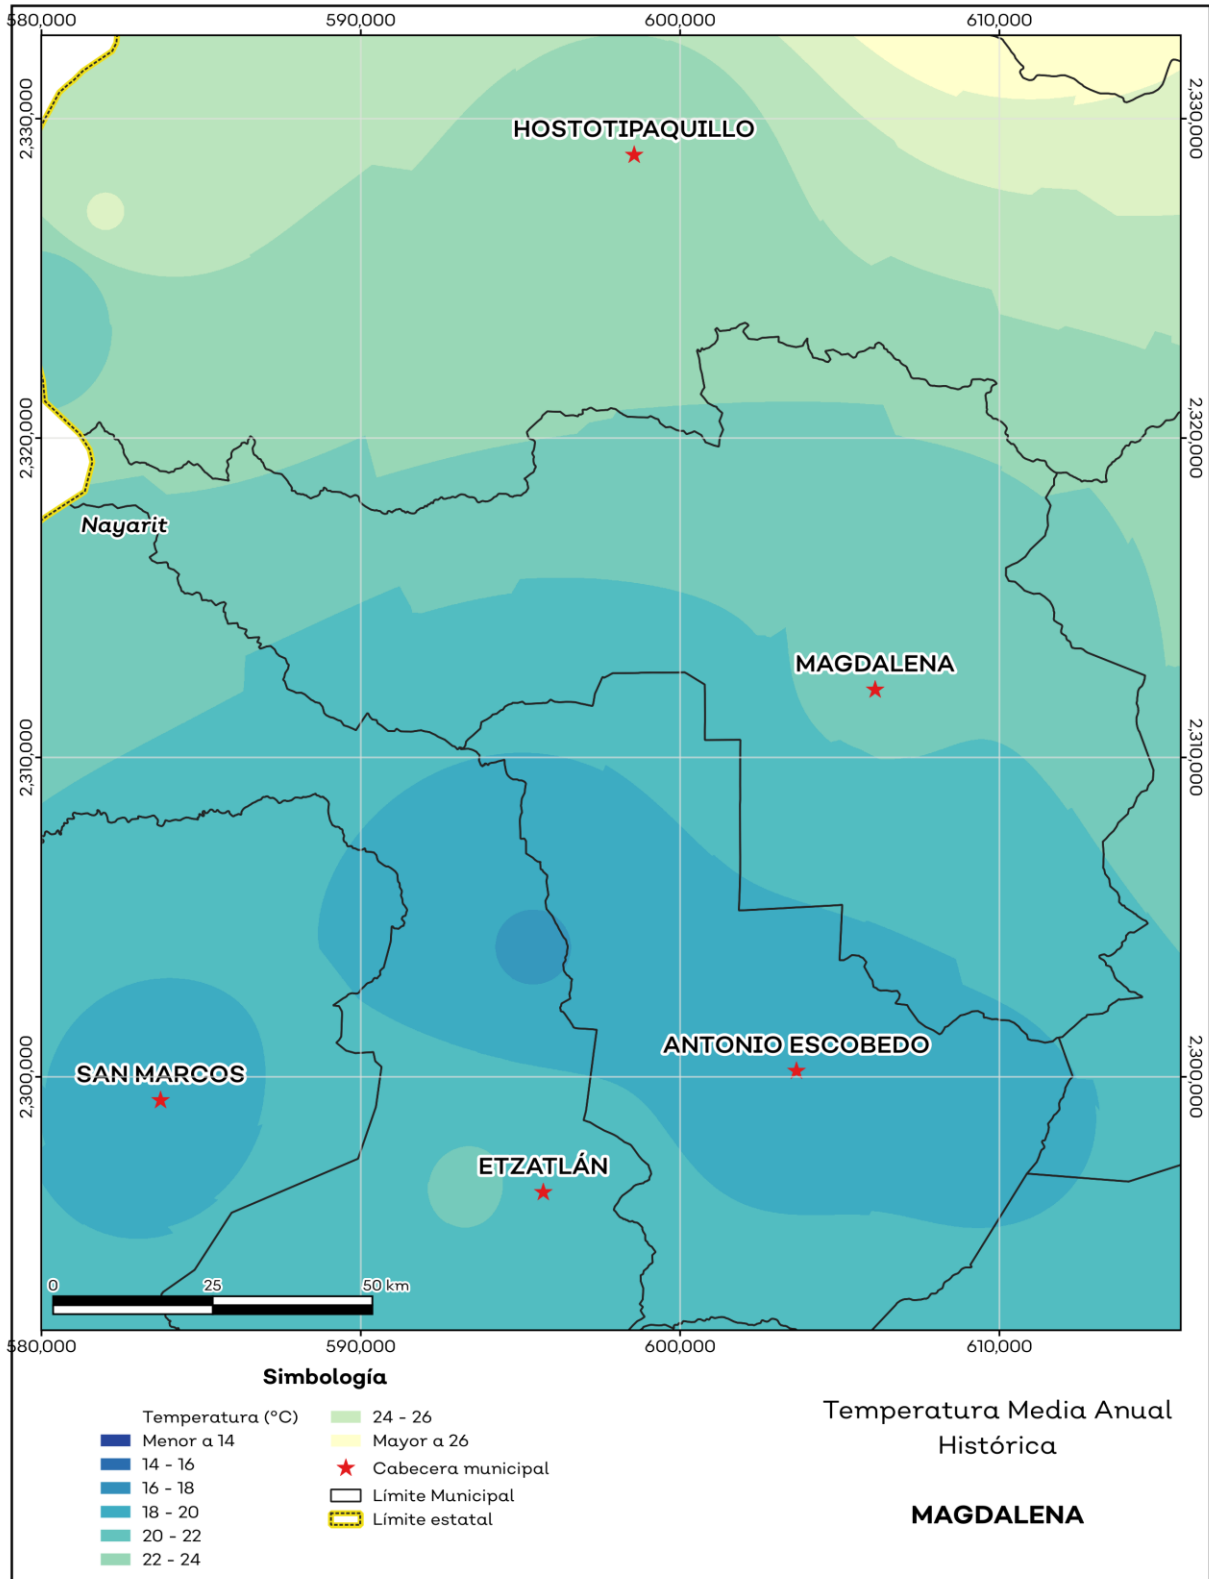 580,000
590,000
600,000
610,000
2,330,000
2,330,000
HOSTOTIPAQUILLO
2,320,000
2,320,000
Nayarit
MAGDALENA
2,310,000
2,310,000
ANTONIO ESCOBEDO
SAN MARCOS
2,300,000
2,300,000
ETZATLÁN
0
25
50 km
580,000
590,000
600,000
610,000
Simbología
Temperatura (°C)
Menor a 14
14 - 16
16 - 18
18 - 20
20 - 22
22 - 24
24 - 26
Mayor a 26
Cabecera municipal
Límite Municipal
Límite estatal
Temperatura Media Anual
Histórica
MAGDALENA